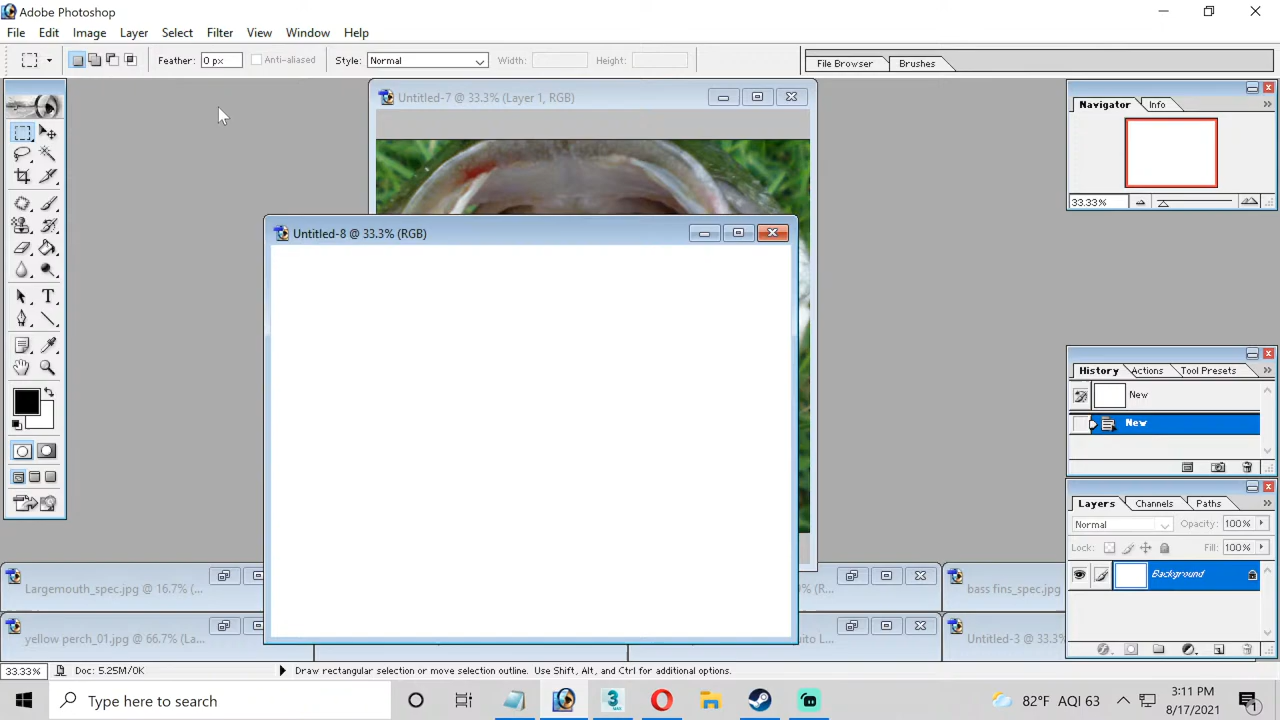 Adobe Photoshop
File Edit Image Layer Select Filter View Window Help
Feather: 0 px Anti-aliased Style: Normal Width: Height: File Browser Brushes
Untitled-7 @ 33.3% (Layer 1, RGB)
Navigator Info
33.33%
Untitled-8 @ 33.3% (RGB)
History Actions Tool Presets
New
New
Layers Channels Paths
Normal Opacity: 100%
Lock: Fill: 100%
Background
Largemouth_spec.jpg @ 16.7% (... bass fins_spec.jpg
yellow perch_01.jpg @ 66.7% (La... Untitled-3 @ 33.3%
33.33% Doc: 5.25M/0K Draw rectangular selection or move selection outline. Use Shift, Alt, and Ctrl for additional options.
Type here to search
82°F AQI 63
3:11 PM
8/17/2021